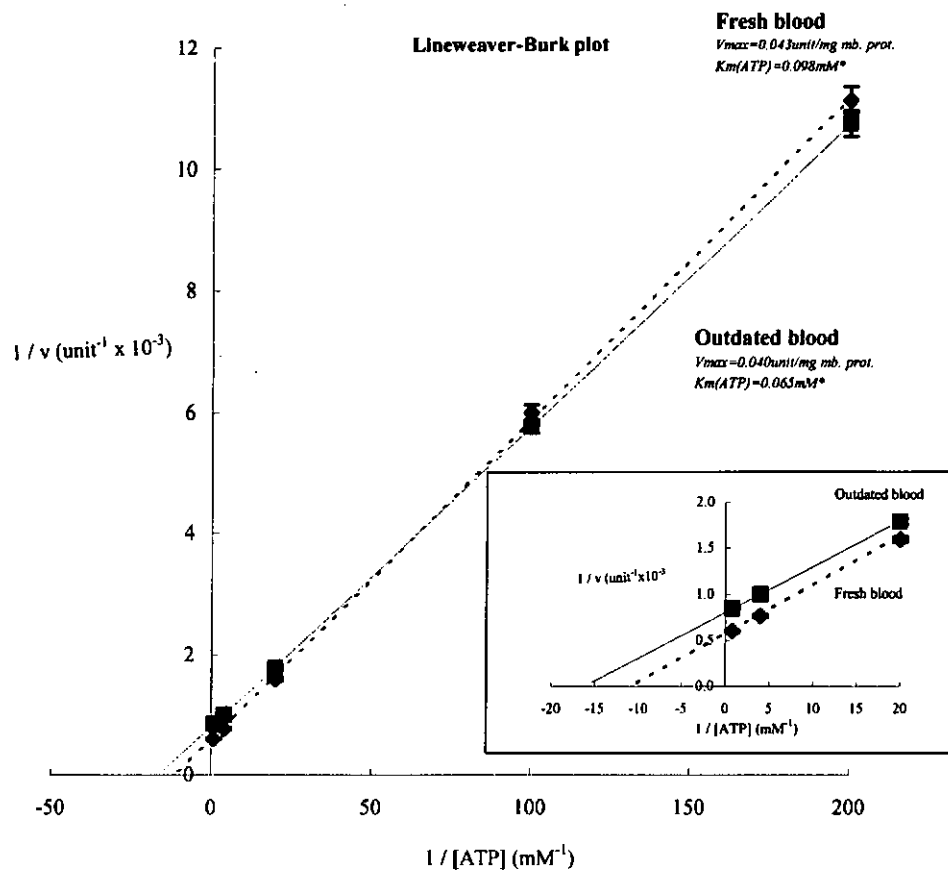 Fresh blood
Vmax=0.043unit/mg mb. prot.
Km(ATP)=0.098mM*
Lineweaver-Burk plot
12
10
8
6
4
2
0
1 / v (unit⁻¹ x 10⁻³)
Outdated blood
Vmax=0.040unit/mg mb. prot.
Km(ATP)=0.065mM*
-50
0
50
100
150
200
1 / [ATP] (mM⁻¹)
Outdated blood
2.0
1.5
1.0
0.5
0.0
1 / v (unit⁻¹x10⁻³
Fresh blood
-20
-15
-10
-5
0
5
10
15
20
1 / [ATP] (mM⁻¹)